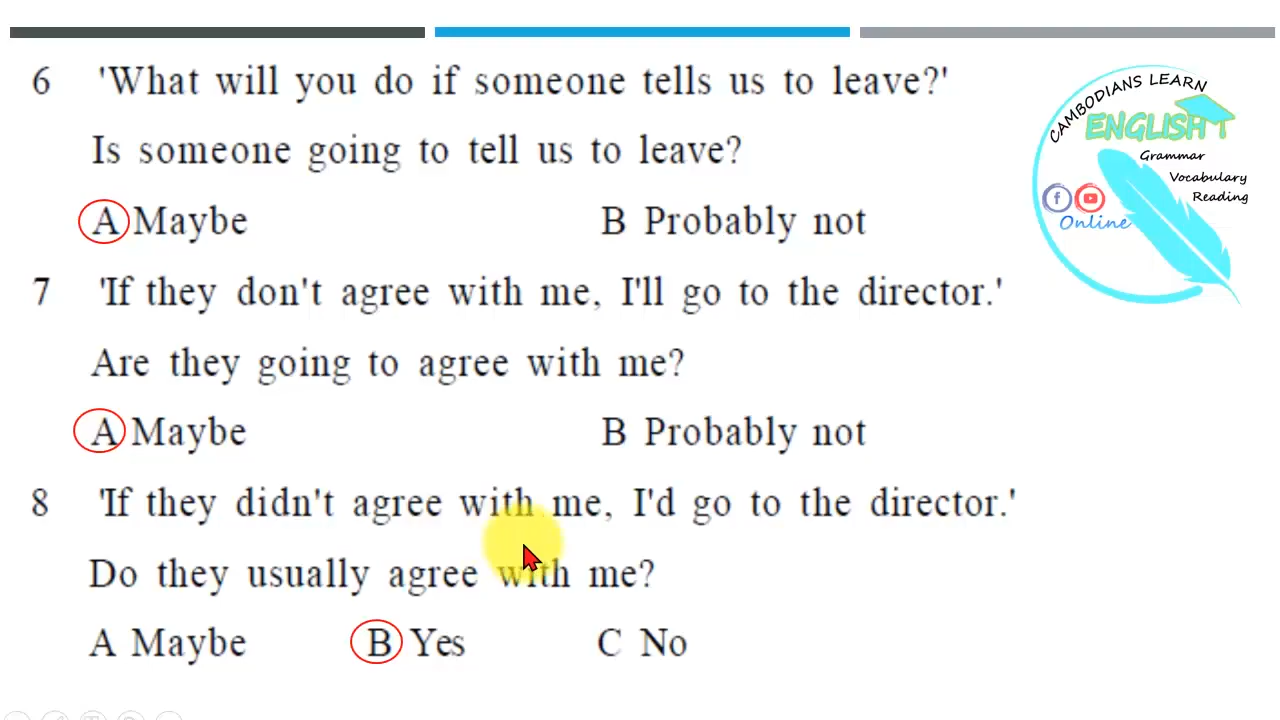 6 'What will you do if someone tells us to leave?'
Is someone going to tell us to leave?
A Maybe B Probably not
7 'If they don't agree with me, I'll go to the director.'
Are they going to agree with me?
A Maybe B Probably not
8 'If they didn't agree with me, I'd go to the director.'
Do they usually agree with me?
A Maybe B Yes C No
CAMBODIANS LEARN
ENGLISH
Grammar
Vocabulary
Reading
f
Online